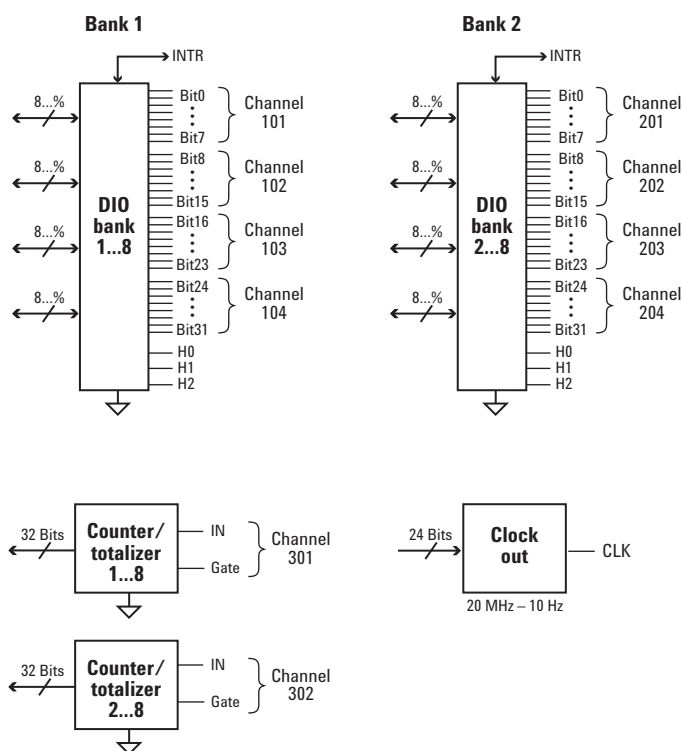 Bank 1
INTR
8...%
8...%
8...%
8...%
DIO
bank
1...8
Bit0
Bit7
Channel
101
Bit8
Bit15
Channel
102
Bit16
Bit23
Channel
103
Bit24
Bit31
Channel
104
H0
H1
H2
Bank 2
INTR
8...%
8...%
8...%
8...%
DIO
bank
2...8
Bit0
Bit7
Channel
201
Bit8
Bit15
Channel
202
Bit16
Bit23
Channel
203
Bit24
Bit31
Channel
204
H0
H1
H2
32 Bits
Counter/
totalizer
1...8
IN
Gate
Channel
301
24 Bits
Clock
out
CLK
20 MHz – 10 Hz
32 Bits
Counter/
totalizer
2...8
IN
Gate
Channel
302